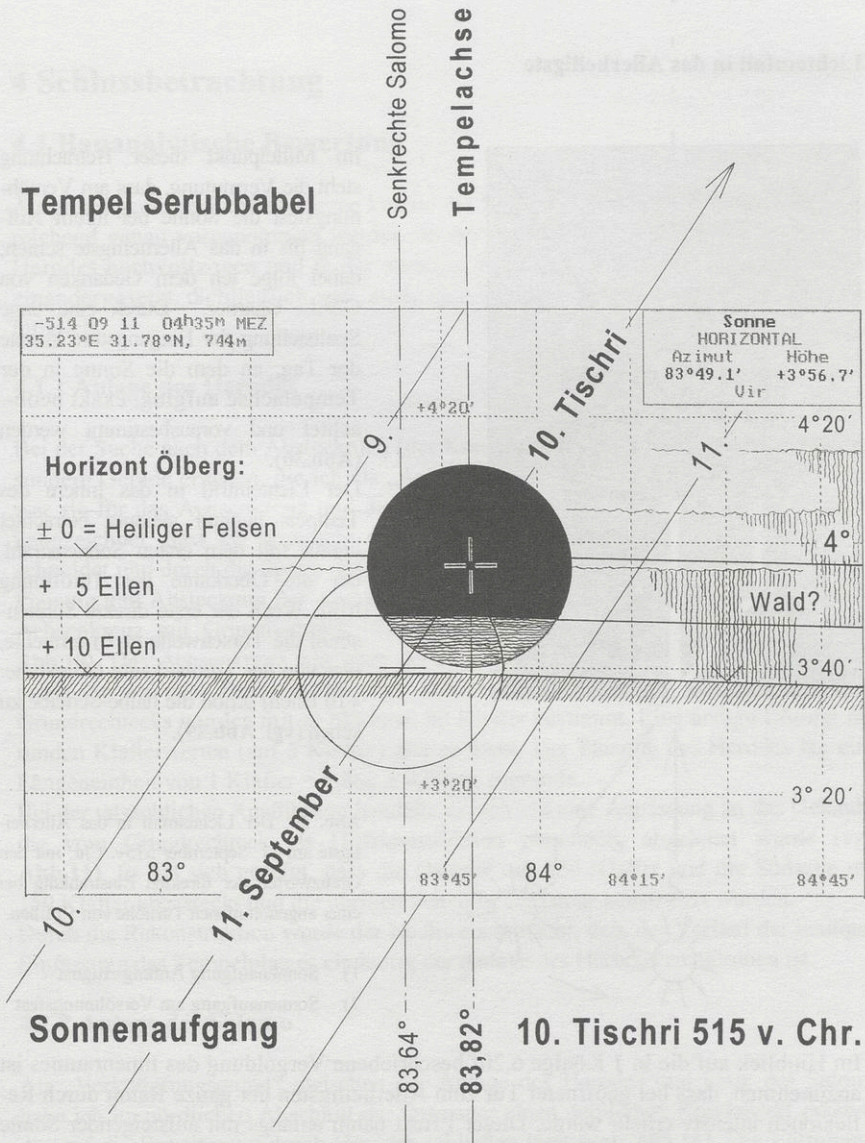 Senkrechte Salomo
Tempelachse
Tempel Serubbabel
-514 09 11 04h35m MEZ
35.23°E 31.78°N, 744m
Sonne
HORIZONTAL
Azimut Höhe
83°49.1' +3°56.7'
Vir
9.
10. Tischri
11.
+4°20'
4°20'
Horizont Ölberg:
± 0 = Heiliger Felsen
4°
+ 5 Ellen
Wald?
+ 10 Ellen
3°40'
+3°20'
3° 20'
83°
83°45'
84°
84°15'
84°45'
10.
11. September
Sonnenaufgang
83,64°
83,82°
10. Tischri 515 v. Chr.